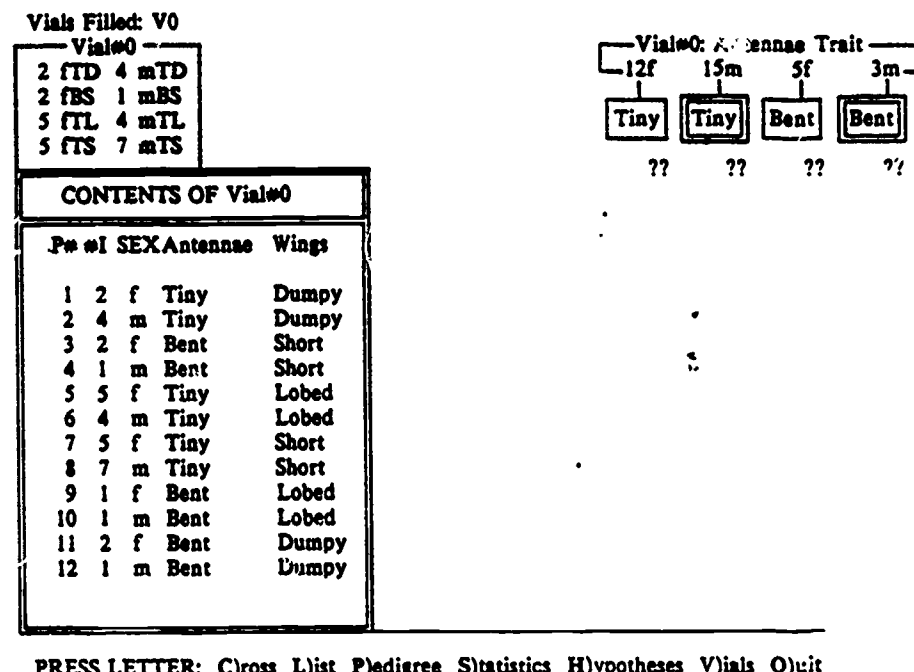 Vials Filled: V0
Vial#0
2 fTD 4 mTD
2 fBS 1 mBS
5 fTL 4 mTL
5 fTS 7 mTS
CONTENTS OF Vial#0
P# #I SEX Antennae Wings
1 2 f Tiny Dumpy
2 4 m Tiny Dumpy
3 2 f Bent Short
4 1 m Bent Short
5 5 f Tiny Lobed
6 4 m Tiny Lobed
7 5 f Tiny Short
8 7 m Tiny Short
9 1 f Bent Lobed
10 1 m Bent Lobed
11 2 f Bent Dumpy
12 1 m Bent Dumpy
Vial#0: Antennae Trait
12f 15m 5f 3m
Tiny Tiny Bent Bent
?? ?? ?? ??
PRESS LETTER: C)ross L)ist P)edigree S)tatistics H)ypotheses V)ials Q)uit